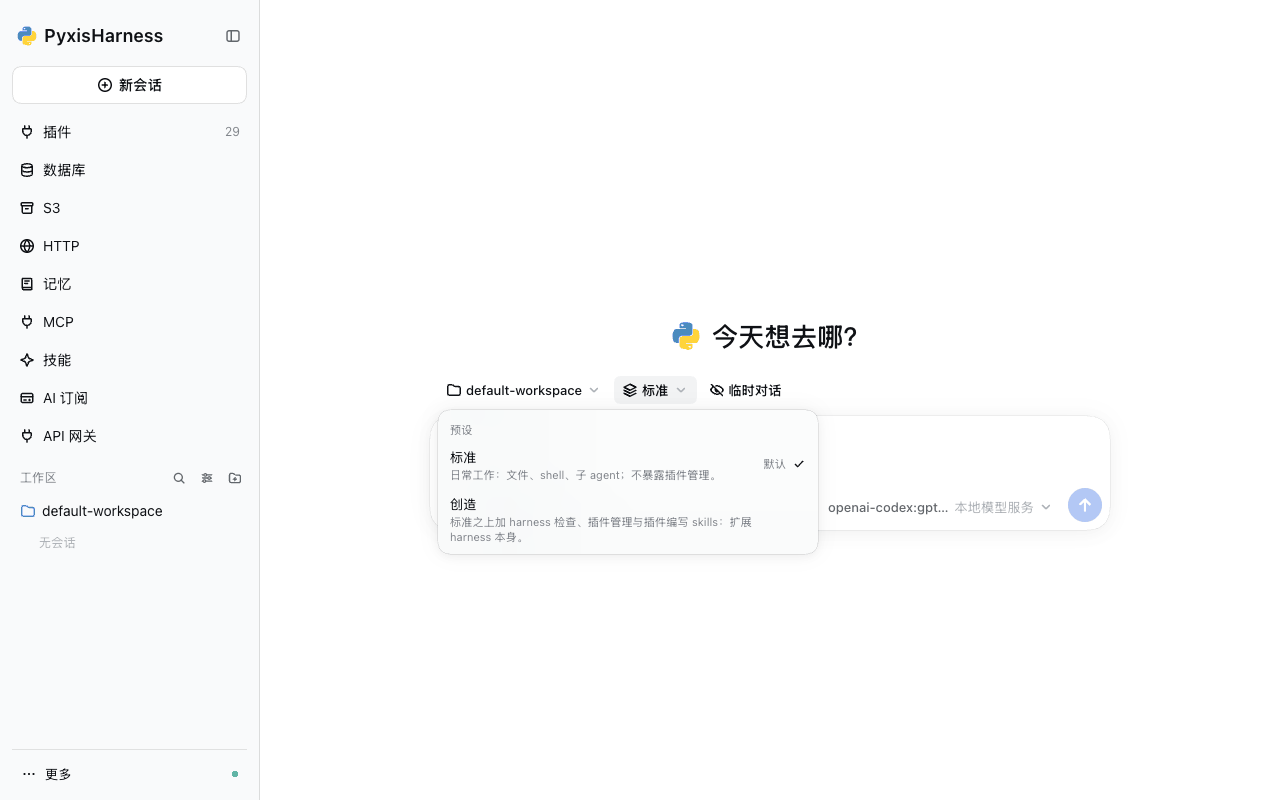 PyxisHarness
新会话
插件 29
数据库
S3
HTTP
记忆
MCP
技能
AI 订阅
API 网关
工作区
default-workspace
无会话
更多
今天想去哪?
default-workspace 标准 临时对话
预设
标准 默认
日常工作：文件、shell、子 agent；不暴露插件管理。
创造
标准之上加 harness 检查、插件管理与插件编写 skills：扩展
harness 本身。
openai-codex:gpt... 本地模型服务